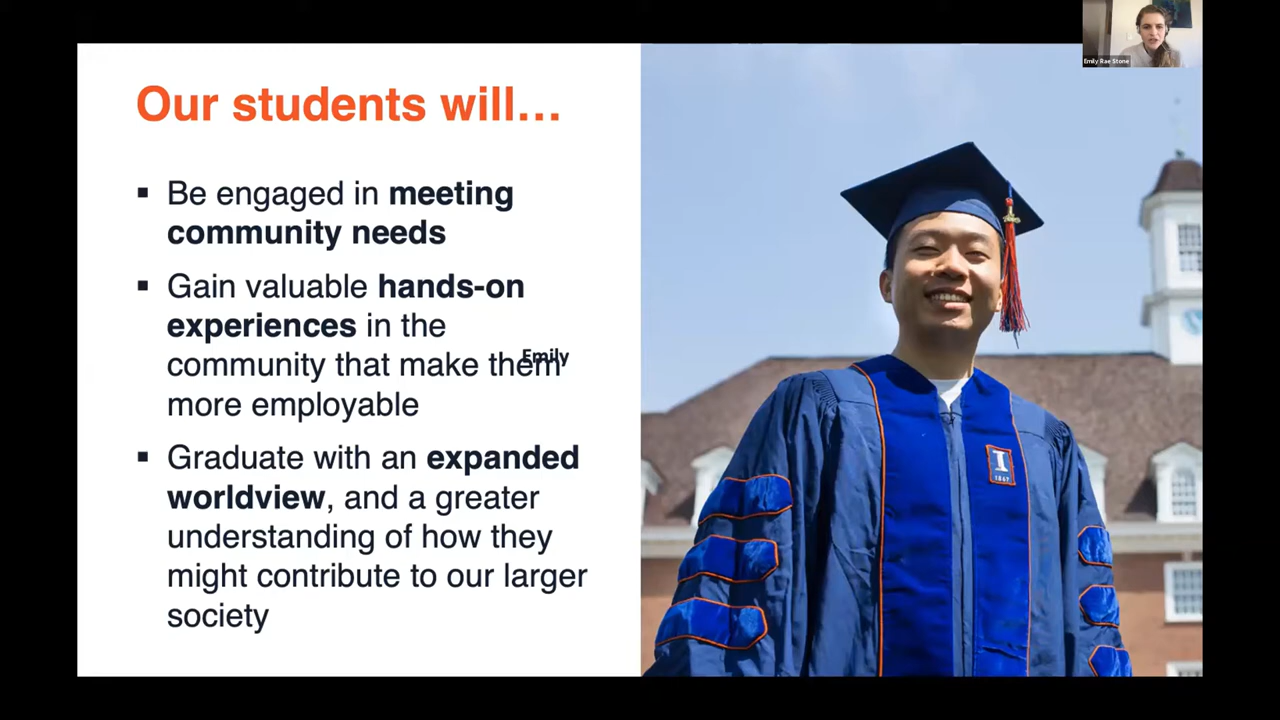 Emily Rae Stone
Our students will…
▪ Be engaged in meeting
community needs
▪ Gain valuable hands-on
experiences in the
community that make them
more employable
Emily
▪ Graduate with an expanded
worldview, and a greater
understanding of how they
might contribute to our larger
society
I
1867